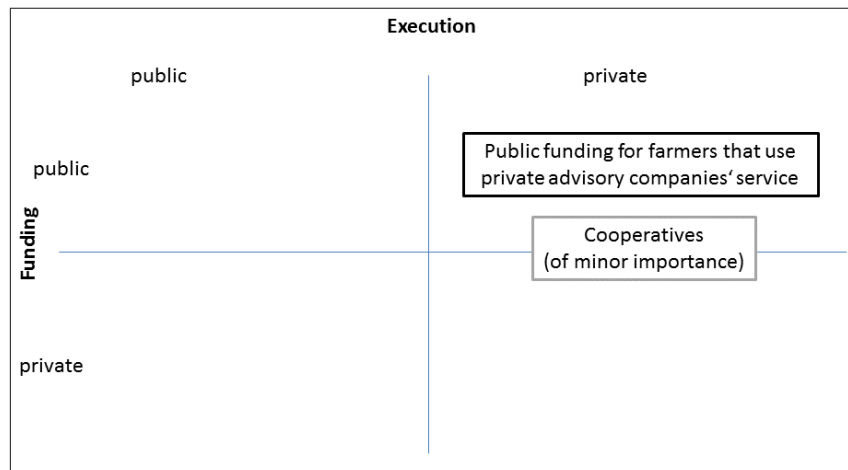 Execution
public
private
Public funding for farmers that use
private advisory companies‘ service
public
Funding
Cooperatives
(of minor importance)
private